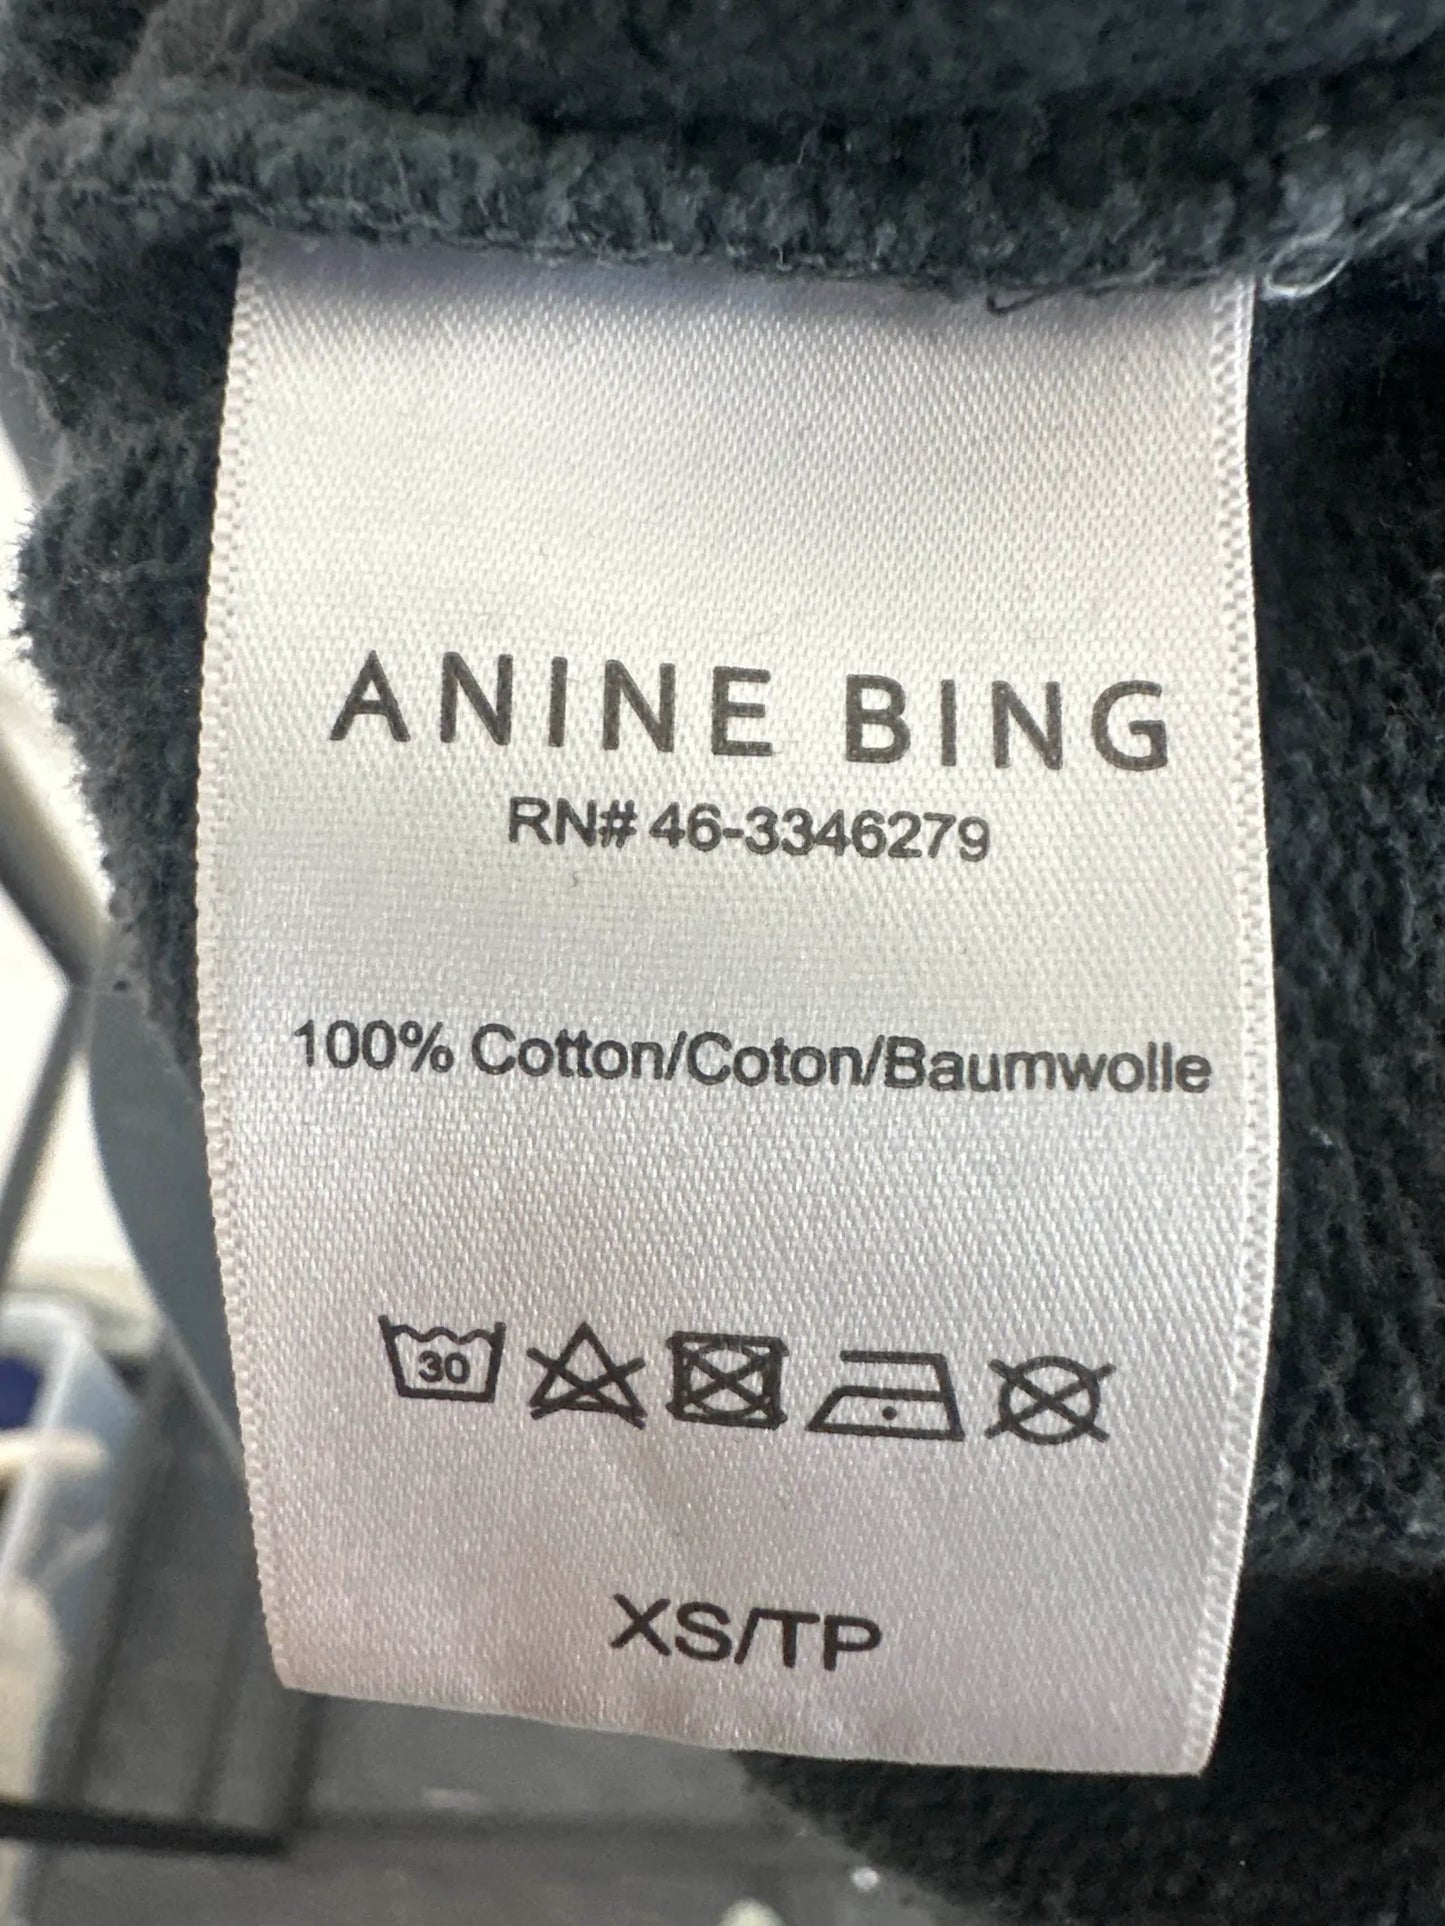 ANINE BING
RN# 46-3346279
100% Cotton/Coton/Baumwolle
30
XS/TP